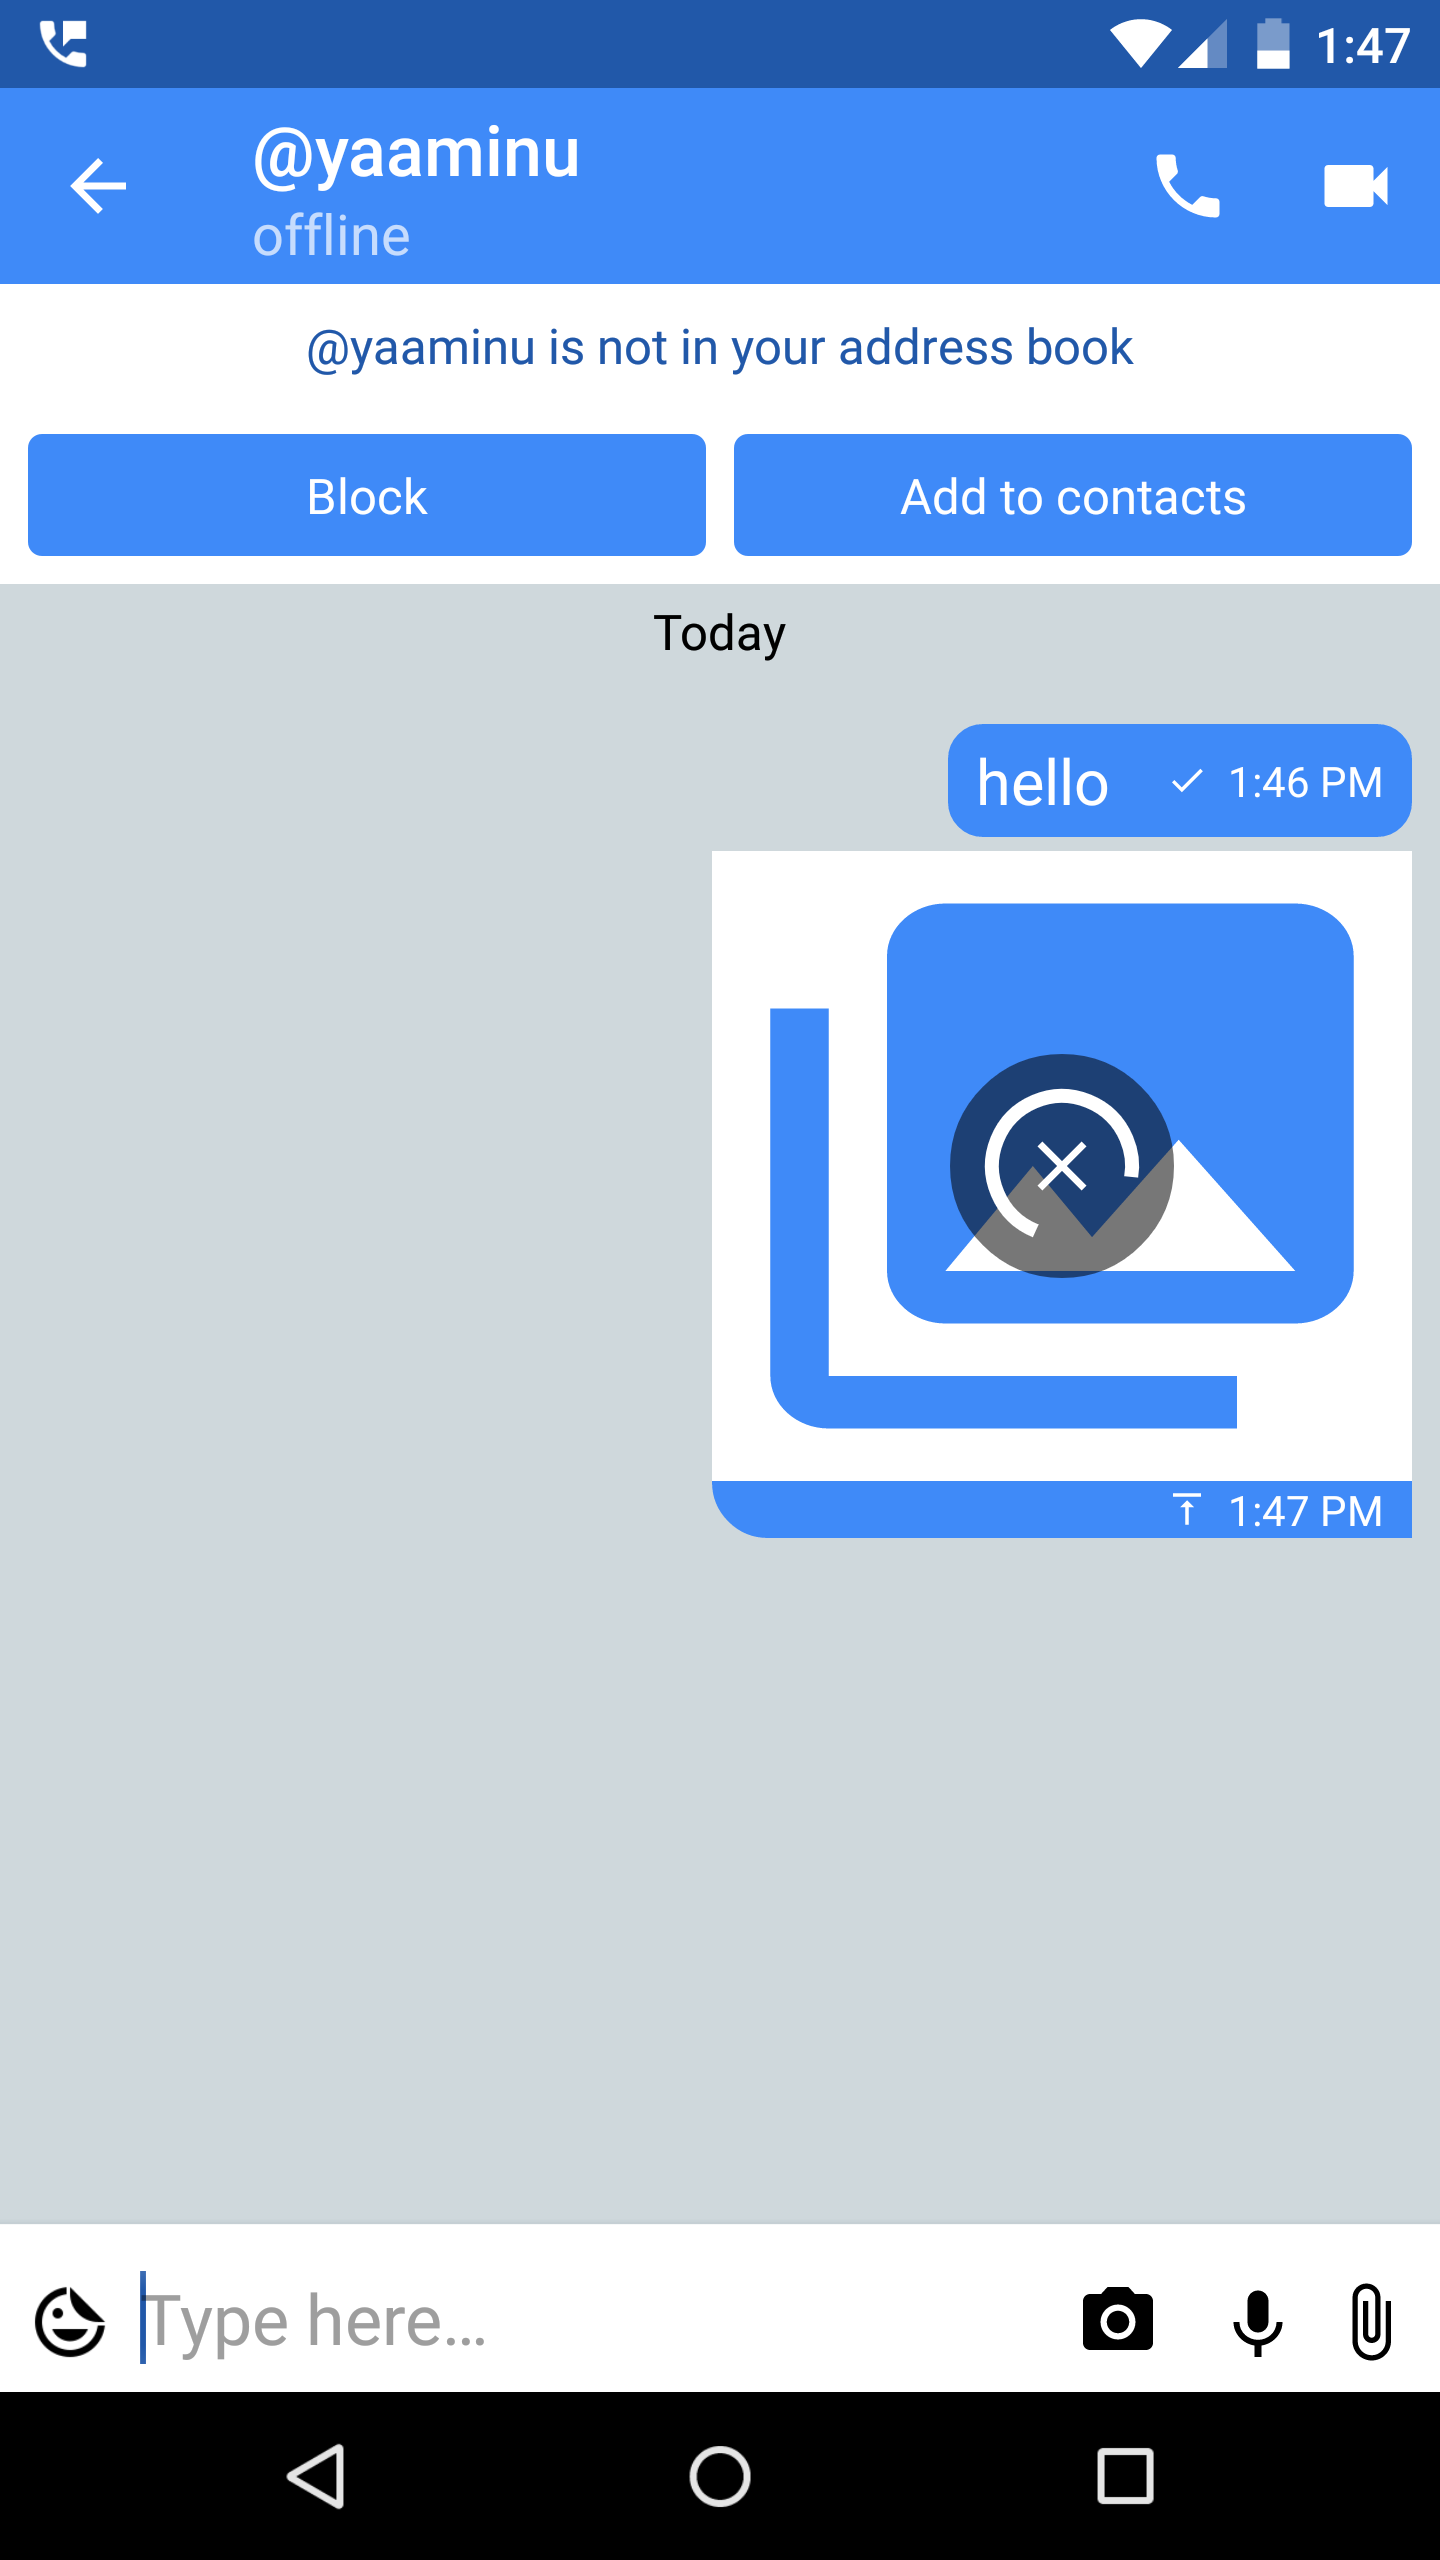 1:47
@yaaminu
offline
@yaaminu is not in your address book
Block
Add to contacts
Today
hello 1:46 PM
1:47 PM
Type here...